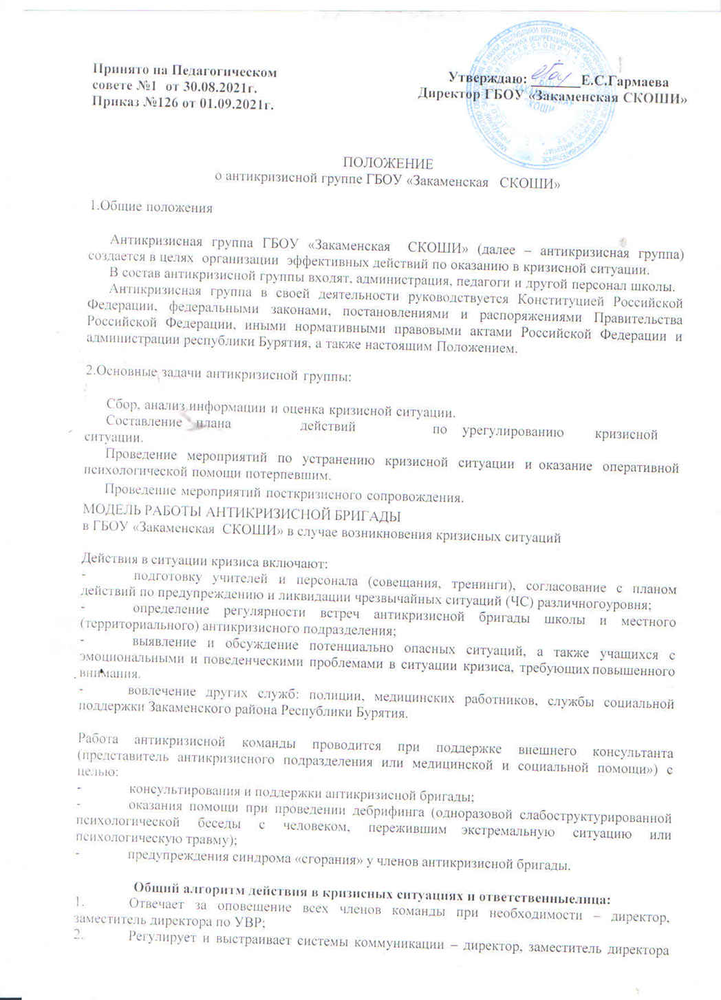 Принято на Педагогическом
совете №1 от 30.08.2021г.
Приказ №126 от 01.09.2021г.
Утверждаю: Е.С.Гармаева
Директор ГБОУ «Закаменская СКОШИ»
ПОЛОЖЕНИЕ
о антикризисной группе ГБОУ «Закаменская СКОШИ»
1.Общие положения
Антикризисная группа ГБОУ «Закаменская СКОШИ» (далее – антикризисная группа)
создается в целях организации эффективных действий по оказанию в кризисной ситуации.
В состав антикризисной группы входят, администрация, педагоги и другой персонал школы.
Антикризисная группа в своей деятельности руководствуется Конституцией Российской
Федерации, федеральными законами, постановлениями и распоряжениями Правительства
Российской Федерации, иными нормативными правовыми актами Российской Федерации и
администрации республики Бурятия, а также настоящим Положением.
2.Основные задачи антикризисной группы:
Сбор, анализ информации и оценка кризисной ситуации.
Составление плана действий по урегулированию кризисной
ситуации.
Проведение мероприятий по устранению кризисной ситуации и оказание оперативной
психологической помощи потерпевшим.
Проведение мероприятий посткризисного сопровождения.
МОДЕЛЬ РАБОТЫ АНТИКРИЗИСНОЙ БРИГАДЫ
в ГБОУ «Закаменская СКОШИ» в случае возникновения кризисных ситуаций
Действия в ситуации кризиса включают:
- подготовку учителей и персонала (совещания, тренинги), согласование с планом
действий по предупреждению и ликвидации чрезвычайных ситуаций (ЧС) различногоуровня;
- определение регулярности встреч антикризисной бригады школы и местного
(территориального) антикризисного подразделения;
- выявление и обсуждение потенциально опасных ситуаций, а также учащихся с
эмоциональными и поведенческими проблемами в ситуации кризиса, требующих повышенного
внимания.
- вовлечение других служб: полиции, медицинских работников, службы социальной
поддержки Закаменского района Республики Бурятия.
Работа антикризисной команды проводится при поддержке внешнего консультанта
(представитель антикризисного подразделения или медицинской и социальной помощи») с
целью:
- консультирования и поддержки антикризисной бригады;
- оказания помощи при проведении дебрифинга (одноразовой слабоструктурированной
психологической беседы с человеком, пережившим экстремальную ситуацию или
психологическую травму);
- предупреждения синдрома «сгорания» у членов антикризисной бригады.
Общий алгоритм действия в кризисных ситуациях и ответственныелица:
1. Отвечает за оповещение всех членов команды при необходимости – директор,
заместитель директора по УВР;
2. Регулирует и выстраивает системы коммуникации – директор, заместитель директора